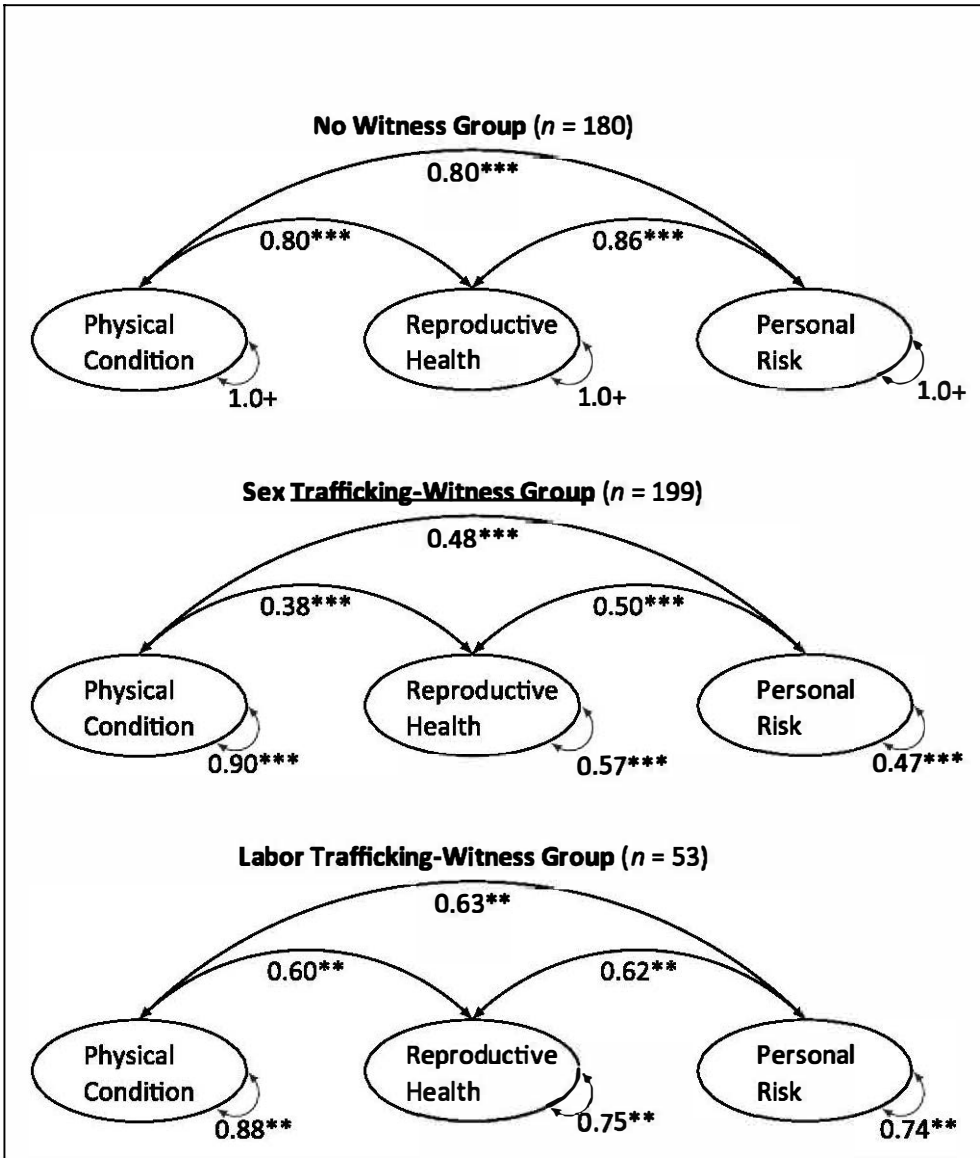 No Witness Group (n = 180)
0.80***
0.80***
0.86***
Physical
Condition
Reproductive
Health
Personal
Risk
1.0+
1.0+
1.0+
Sex Trafficking-Witness Group (n = 199)
0.48***
0.38***
0.50***
Physical
Condition
Reproductive
Health
Personal
Risk
0.90***
0.57***
0.47***
Labor Trafficking-Witness Group (n = 53)
0.63**
0.60**
0.62**
Physical
Condition
Reproductive
Health
Personal
Risk
0.88**
0.75**
0.74**